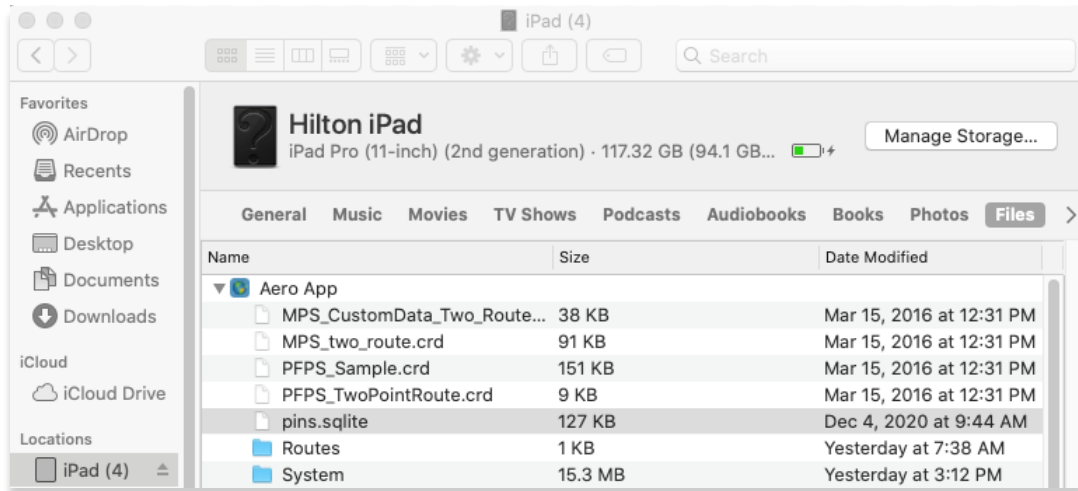 iPad (4)
Search
Favorites
AirDrop
Recents
Applications
Desktop
Documents
Downloads
iCloud
iCloud Drive
Locations
iPad (4)
Hilton iPad
iPad Pro (11-inch) (2nd generation) · 117.32 GB (94.1 GB...
Manage Storage...
General Music Movies TV Shows Podcasts Audiobooks Books Photos Files
Name Size Date Modified
Aero App
MPS_CustomData_Two_Route... 38 KB Mar 15, 2016 at 12:31 PM
MPS_two_route.crd 91 KB Mar 15, 2016 at 12:31 PM
PFPS_Sample.crd 151 KB Mar 15, 2016 at 12:31 PM
PFPS_TwoPointRoute.crd 9 KB Mar 15, 2016 at 12:31 PM
pins.sqlite 127 KB Dec 4, 2020 at 9:44 AM
Routes 1 KB Yesterday at 7:38 AM
System 15.3 MB Yesterday at 3:12 PM